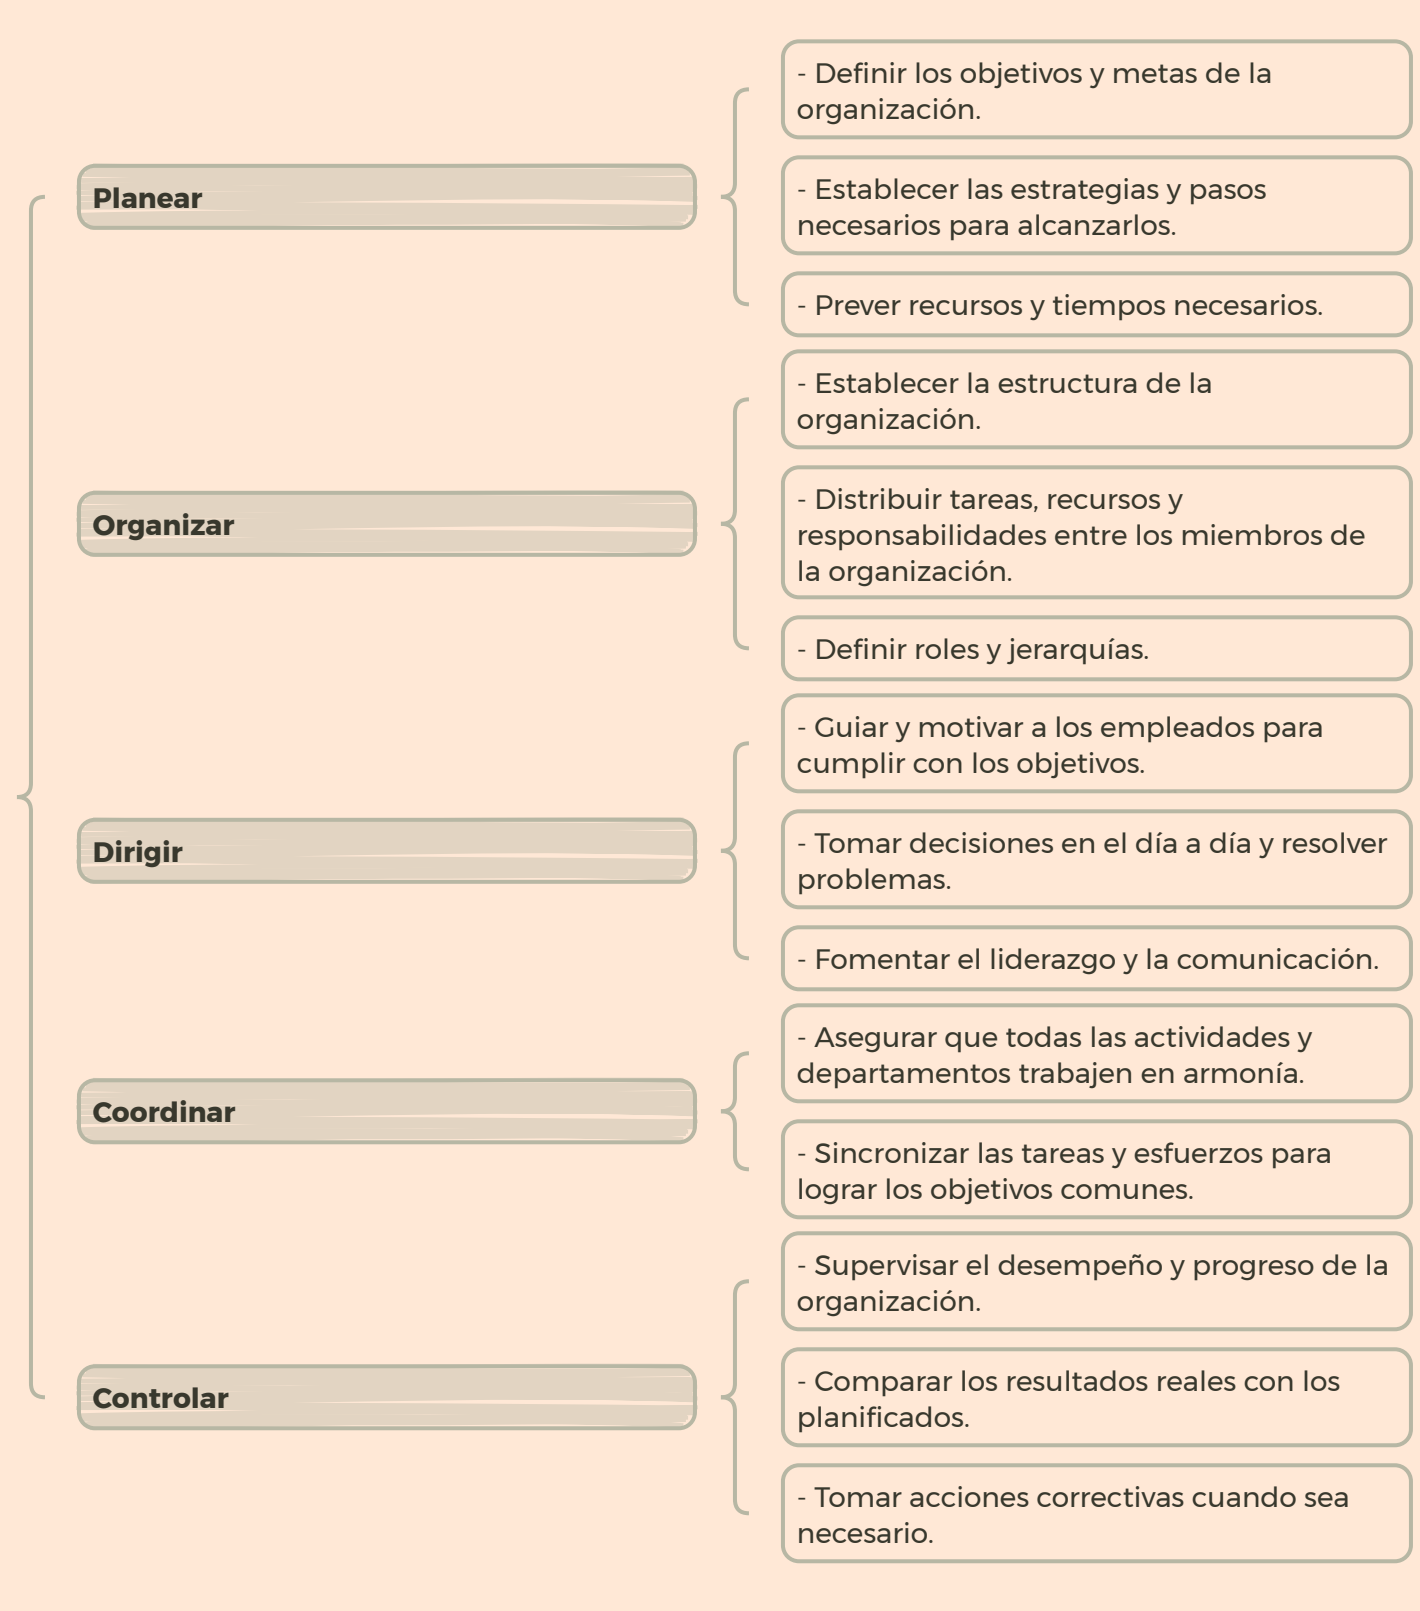 Planear
- Definir los objetivos y metas de la
organización.
- Establecer las estrategias y pasos
necesarios para alcanzarlos.
- Prever recursos y tiempos necesarios.
Organizar
- Establecer la estructura de la
organización.
- Distribuir tareas, recursos y
responsabilidades entre los miembros de
la organización.
- Definir roles y jerarquías.
Dirigir
- Guiar y motivar a los empleados para
cumplir con los objetivos.
- Tomar decisiones en el día a día y resolver
problemas.
- Fomentar el liderazgo y la comunicación.
Coordinar
- Asegurar que todas las actividades y
departamentos trabajen en armonía.
- Sincronizar las tareas y esfuerzos para
lograr los objetivos comunes.
Controlar
- Supervisar el desempeño y progreso de la
organización.
- Comparar los resultados reales con los
planificados.
- Tomar acciones correctivas cuando sea
necesario.